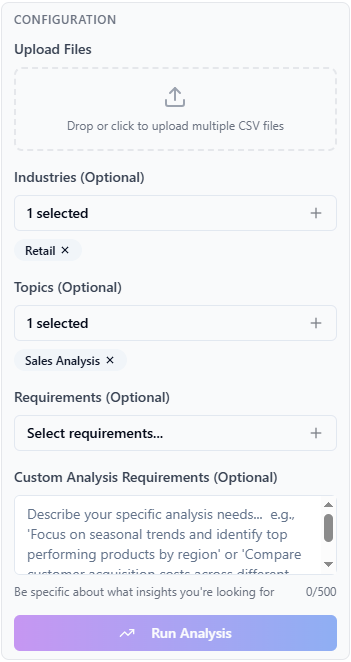 CONFIGURATION
Upload Files
Drop or click to upload multiple CSV files
Industries (Optional)
1 selected
Retail ✕
Topics (Optional)
1 selected
Sales Analysis ✕
Requirements (Optional)
Select requirements...
Custom Analysis Requirements (Optional)
Describe your specific analysis needs... e.g.,
'Focus on seasonal trends and identify top
performing products by region' or 'Compare
customer acquisition costs across different
Be specific about what insights you're looking for 0/500
Run Analysis